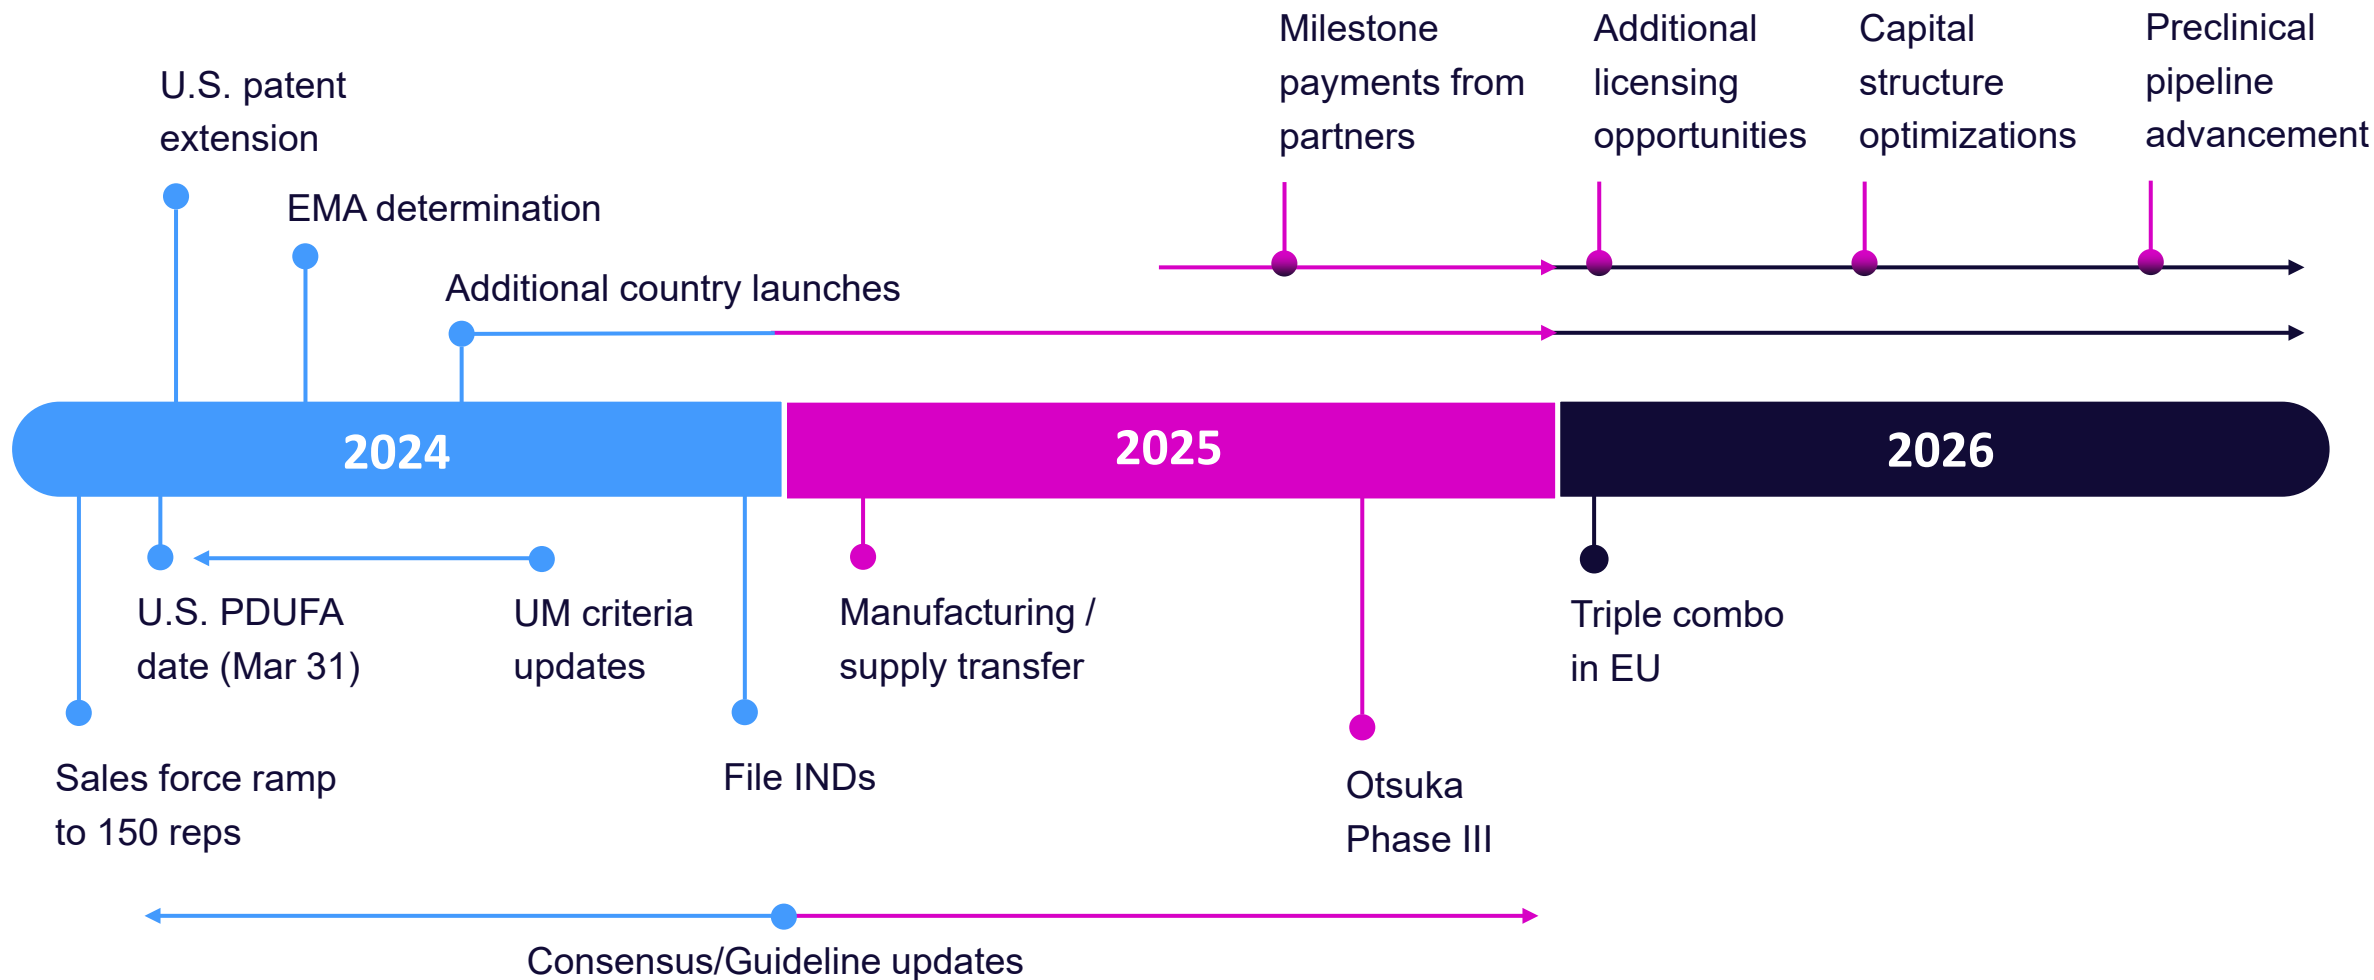 Milestone
payments from
partners
Additional
licensing
opportunities
Capital
structure
optimizations
Preclinical
pipeline
advancement
U.S. patent
extension
EMA determination
Additional country launches
2024
2025
2026
U.S. PDUFA
date (Mar 31)
UM criteria
updates
Manufacturing /
supply transfer
Triple combo
in EU
Sales force ramp
to 150 reps
File INDs
Otsuka
Phase III
Consensus/Guideline updates